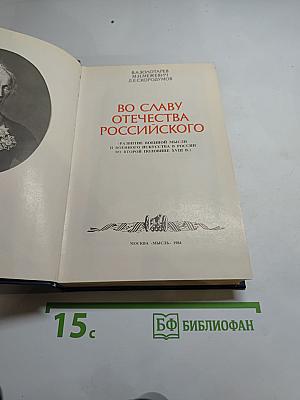 В.А.ЗОЛОТАРЕВ
М.Н.МЕЖЕВИЧ
Д.Е.СКОРОДУМОВ
ВО СЛАВУ
ОТЕЧЕСТВА
РОССИЙСКОГО
(РАЗВИТИЕ ВОЕННОЙ МЫСЛИ
И ВОЕННОГО ИСКУССТВА В РОССИИ
ВО ВТОРОЙ ПОЛОВИНЕ XVIII В.)
МОСКВА «МЫСЛЬ» 1984
15с
БФ БИБЛИОФАН